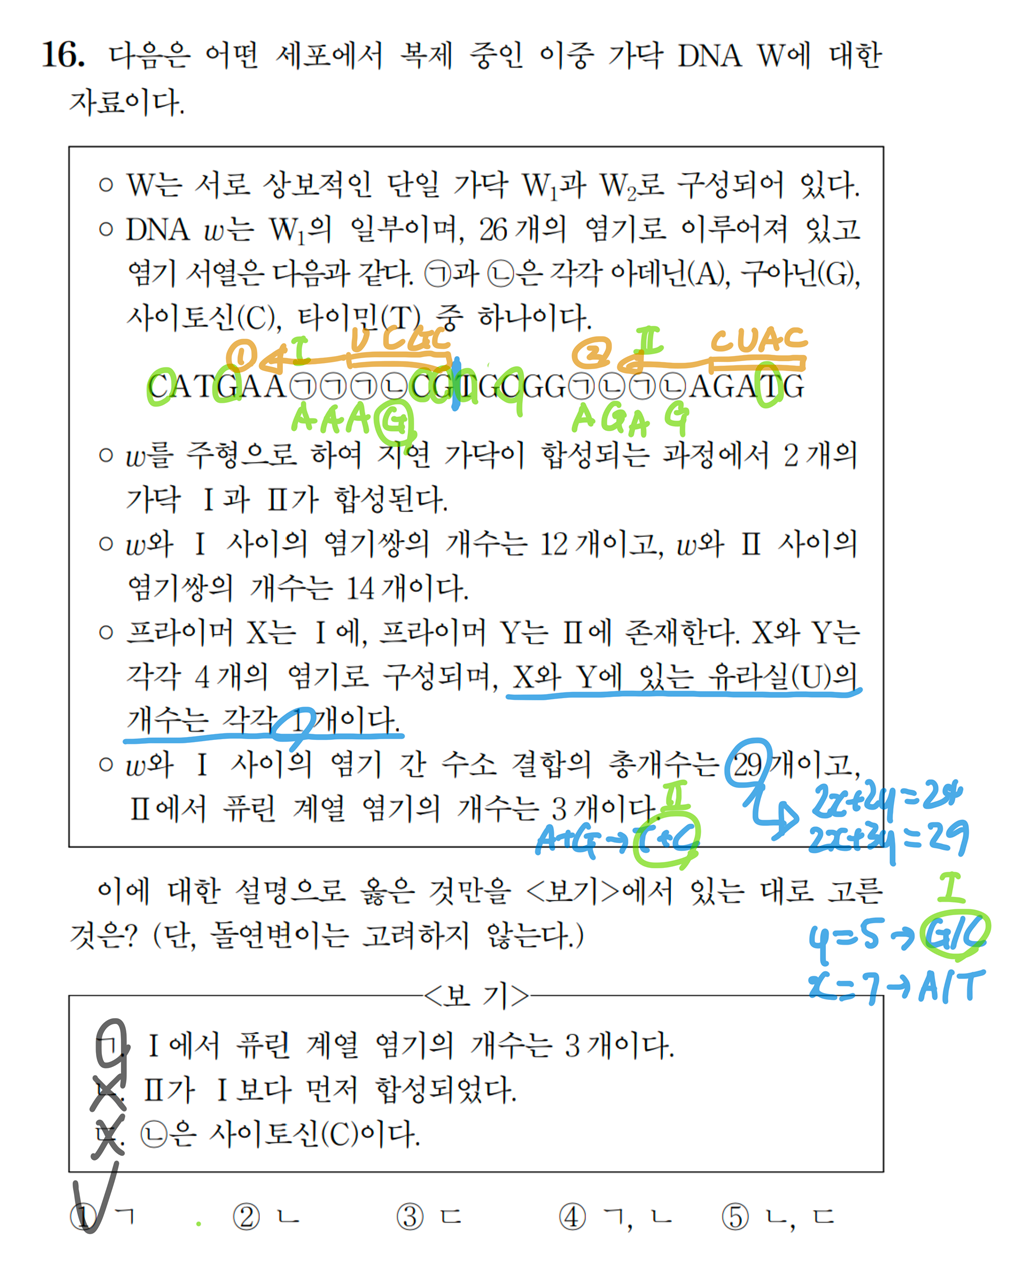 16. 다음은 어떤 세포에서 복제 중인 이중 가닥 DNA W에 대한
자료이다.
○ W는 서로 상보적인 단일 가닥 W₁과 W₂로 구성되어 있다.
○ DNA w는 W₁의 일부이며, 26개의 염기로 이루어져 있고
염기 서열은 다음과 같다. ㉠과 ㉡은 각각 아데닌(A), 구아닌(G),
사이토신(C), 타이민(T) 중 하나이다.
① Ⅰ U C G C ② Ⅱ C U A C
CATGAA㉠㉠㉠㉡CGTGCGG㉠㉡㉠㉡AGATG
A A A G A G A G
○ w를 주형으로 하여 지연 가닥이 합성되는 과정에서 2개의
가닥 Ⅰ과 Ⅱ가 합성된다.
○ w와 Ⅰ 사이의 염기쌍의 개수는 12개이고, w와 Ⅱ 사이의
염기쌍의 개수는 14개이다.
○ 프라이머 X는 Ⅰ에, 프라이머 Y는 Ⅱ에 존재한다. X와 Y는
각각 4개의 염기로 구성되며, X와 Y에 있는 유라실(U)의
개수는 각각 1개이다.
○ w와 Ⅰ 사이의 염기 간 수소 결합의 총개수는 29개이고,
Ⅱ에서 퓨린 계열 염기의 개수는 3개이다.
Ⅱ
A+G→T+C
2x+2y=24
2x+3y=29
이에 대한 설명으로 옳은 것만을 <보기>에서 있는 대로 고른
것은? (단, 돌연변이는 고려하지 않는다.)
Ⅰ
y=5→G/C
x=7→A/T
<보 기>
ㄱ. Ⅰ에서 퓨린 계열 염기의 개수는 3개이다.
ㄴ. Ⅱ가 Ⅰ보다 먼저 합성되었다.
ㄷ. ㉡은 사이토신(C)이다.
① ㄱ ② ㄴ ③ ㄷ ④ ㄱ, ㄴ ⑤ ㄴ, ㄷ